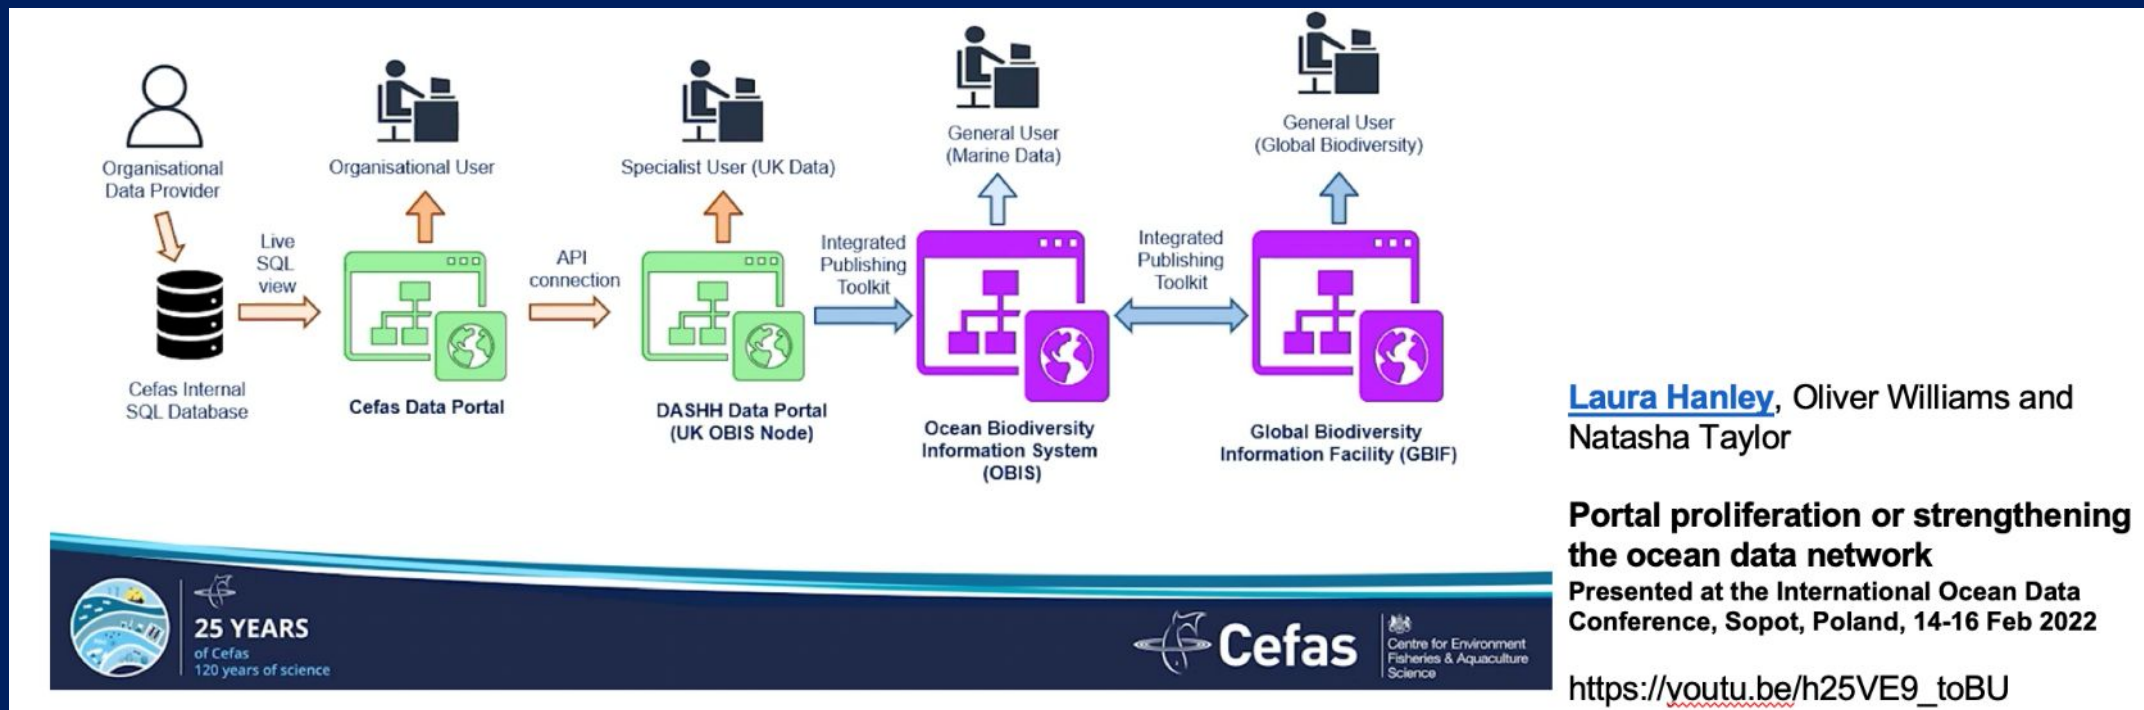 Organisational
Data Provider
Organisational User
Specialist User (UK Data)
General User
(Marine Data)
General User
(Global Biodiversity)
Live
SQL
view
API
connection
Integrated
Publishing
Toolkit
Integrated
Publishing
Toolkit
Cefas Internal
SQL Database
Cefas Data Portal
DASHH Data Portal
(UK OBIS Node)
Ocean Biodiversity
Information System
(OBIS)
Global Biodiversity
Information Facility (GBIF)
25 YEARS
of Cefas
120 years of science
Cefas
Centre for Environment
Fisheries & Aquaculture
Science
Laura Hanley, Oliver Williams and
Natasha Taylor
Portal proliferation or strengthening
the ocean data network
Presented at the International Ocean Data
Conference, Sopot, Poland, 14-16 Feb 2022
https://youtu.be/h25VE9_toBU